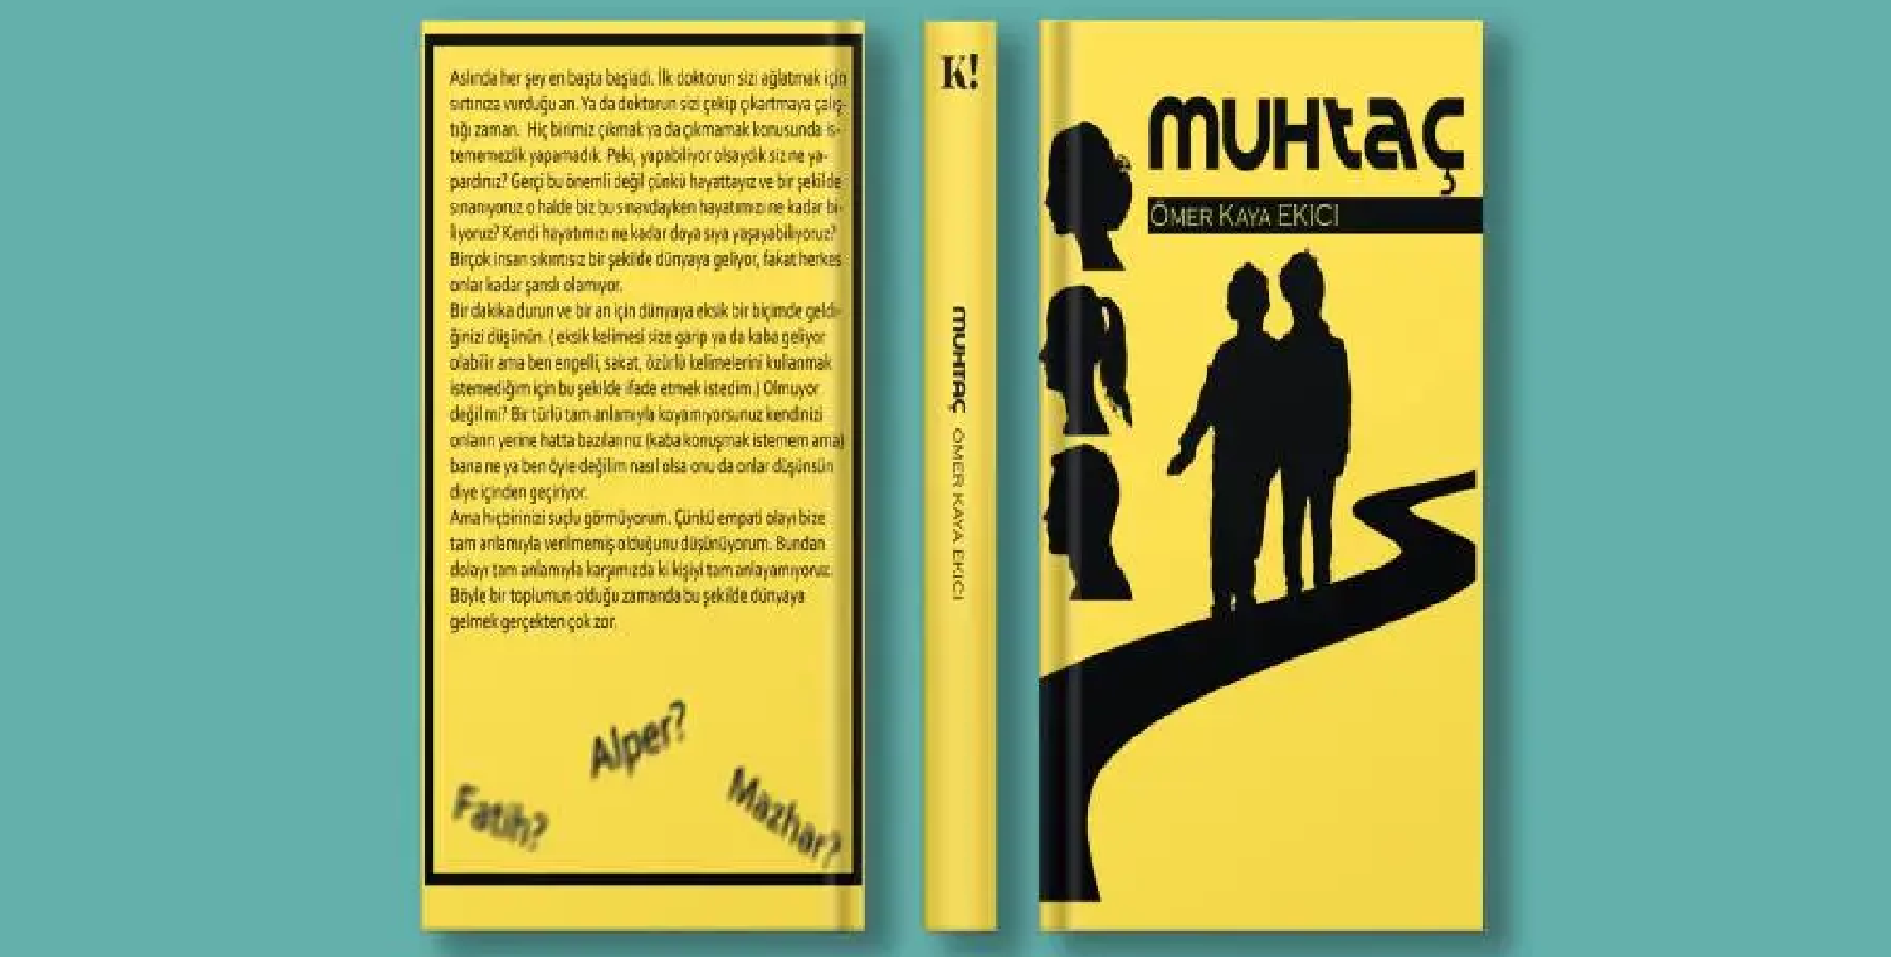 Aslında her şey en başta başladı. İlk doktorun sizi ağlatmak için
sırtınıza vurduğu an. Ya da doktorun sizi çekip çıkartmaya çalış-
tığı zaman. Hiç birimiz çıkmak ya da çıkmamak konusunda is-
tememezlik yapamadık. Peki, yapabiliyor olsaydık siz ne ya-
pardınız? Gerçi bu önemli değil çünkü hayattayız ve bir şekilde
sınanıyoruz o halde biz bu sınavdayken hayatımızı ne kadar bi-
liyoruz? Kendi hayatımızı ne kadar doya sıya yaşayabiliyoruz?
Birçok insan sıkıntısız bir şekilde dünyaya geliyor, fakat herkes
onlar kadar şanslı olamıyor.
Bir dakika durun ve bir an için dünyaya eksik bir biçimde geldi-
ğinizi düşünün. ( eksik kelimesi size garip ya da kaba geliyor
olabilir ama ben engelli, sakat, özürlü kelimelerini kullanmak
istemediğim için bu şekilde ifade etmek istedim.) Olmuyor
değil mi? Bir türlü tam anlamıyla koyamıyorsunuz kendinizi
onların yerine hatta bazılarınız (kaba konuşmak istemem ama)
bana ne ya ben öyle değilim nasıl olsa onu da onlar düşünsün
diye içinden geçiriyor.
Ama hiçbirinizi suçlu görmüyorum. Çünkü empati olayı bize
tam anlamıyla verilmemiş olduğunu düşünüyorum. Bundan
dolayı tam anlamıyla karşımızda ki kişiyi tam anlayamıyoruz.
Böyle bir toplumun olduğu zamanda bu şekilde dünyaya
gelmek gerçekten çok zor.
Alper?
Fatih?
Mazhar?
K!
MUHTAÇ ÖMER KAYA EKICI
MUHtaÇ
ÖMER KAYA EKICI